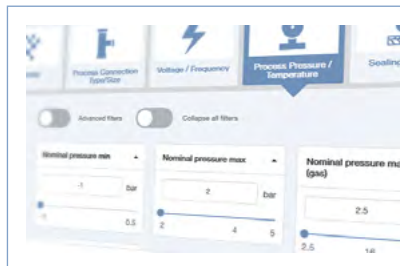 Process Connection
Type/Size
Voltage / Frequency
Process Pressure /
Temperature
Sealing
Advanced filters
Collapse all filters
Nominal pressure min
-1
bar
-1
0.5
Nominal pressure max
2
bar
2
4
5
Nominal pressure ma
(gas)
2.5
2.5
16